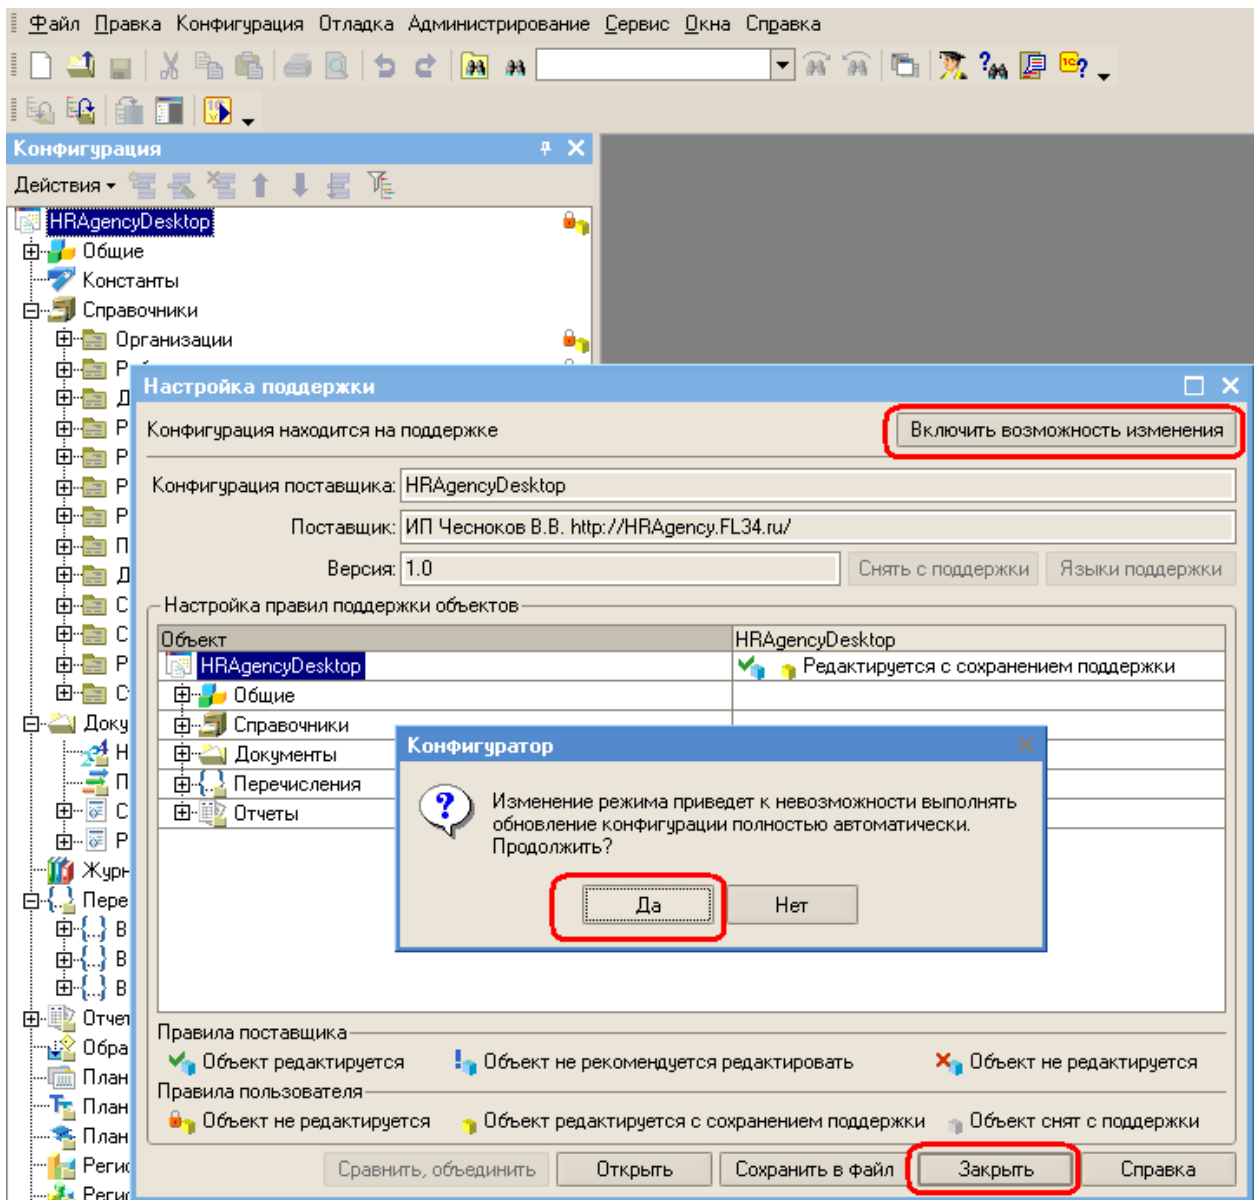 Файл Правка Конфигурация Отладка Администрирование Сервис Окна Справка
Конфигурация
Действия
HRAgencyDesktop
Общие
Константы
Справочники
Организации
Настройка поддержки
Конфигурация находится на поддержке
Включить возможность изменения
Конфигурация поставщика: HRAgencyDesktop
Поставщик: ИП Чесноков В.В. http://HRAgency.FL34.ru/
Версия: 1.0 Снять с поддержки Языки поддержки
Настройка правил поддержки объектов
Объект HRAgencyDesktop
HRAgencyDesktop Редактируется с сохранением поддержки
Общие
Справочники
Документы
Перечисления
Отчеты
Конфигуратор
Изменение режима приведет к невозможности выполнять
обновление конфигурации полностью автоматически.
Продолжить?
Да Нет
Правила поставщика
Объект редактируется Объект не рекомендуется редактировать Объект не редактируется
Правила пользователя
Объект не редактируется Объект редактируется с сохранением поддержки Объект снят с поддержки
Сравнить, объединить Открыть Сохранить в файл Закрыть Справка
Р
Д
Р
Р
Р
Р
П
Д
С
С
Р
С
Доку
Н
П
С
Р
Журн
Пере
В
В
В
Отчет
Обра
План
План
План
Регис
Регис